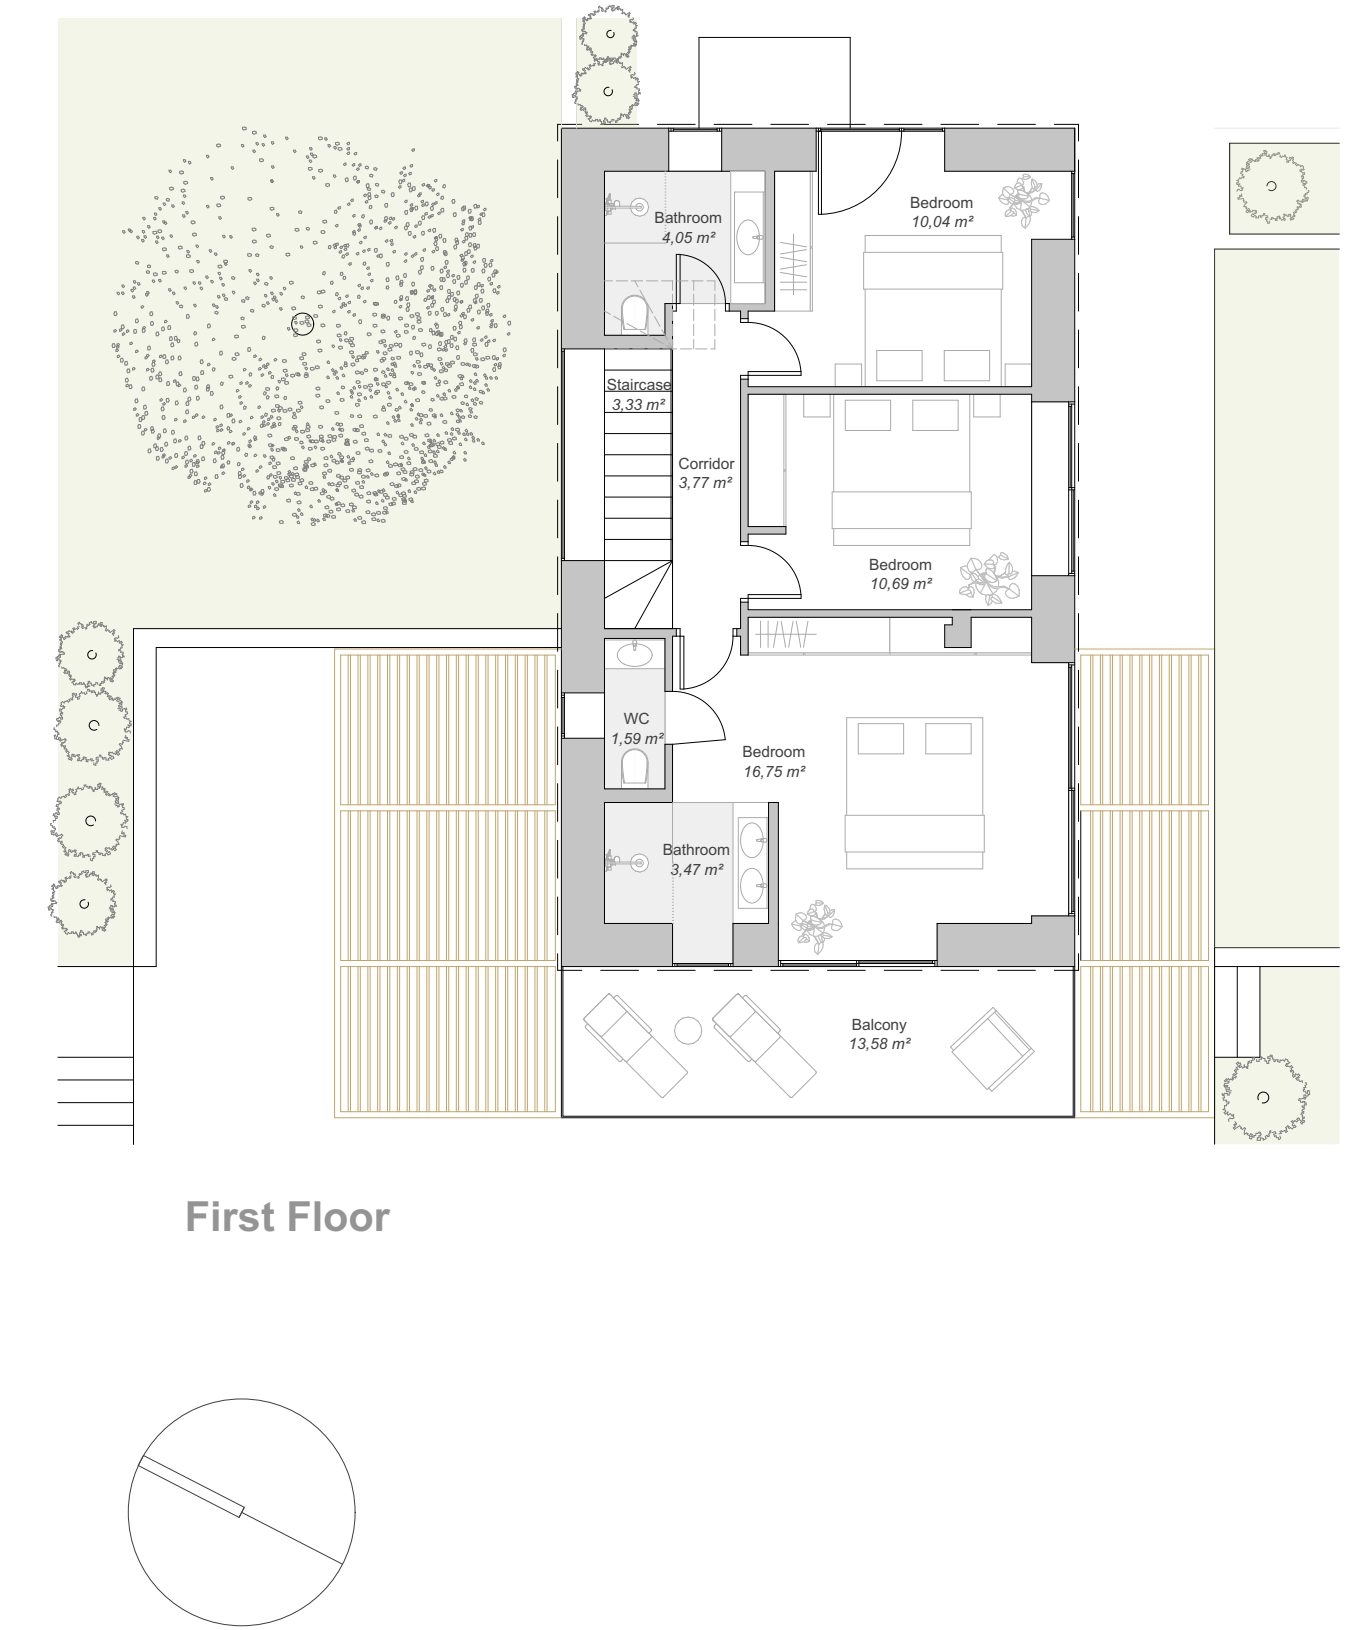 Bathroom
4,05 m²
Bedroom
10,04 m²
Staircase
3,33 m²
Corridor
3,77 m²
Bedroom
10,69 m²
WC
1,59 m²
Bedroom
16,75 m²
Bathroom
3,47 m²
Balcony
13,58 m²
First Floor